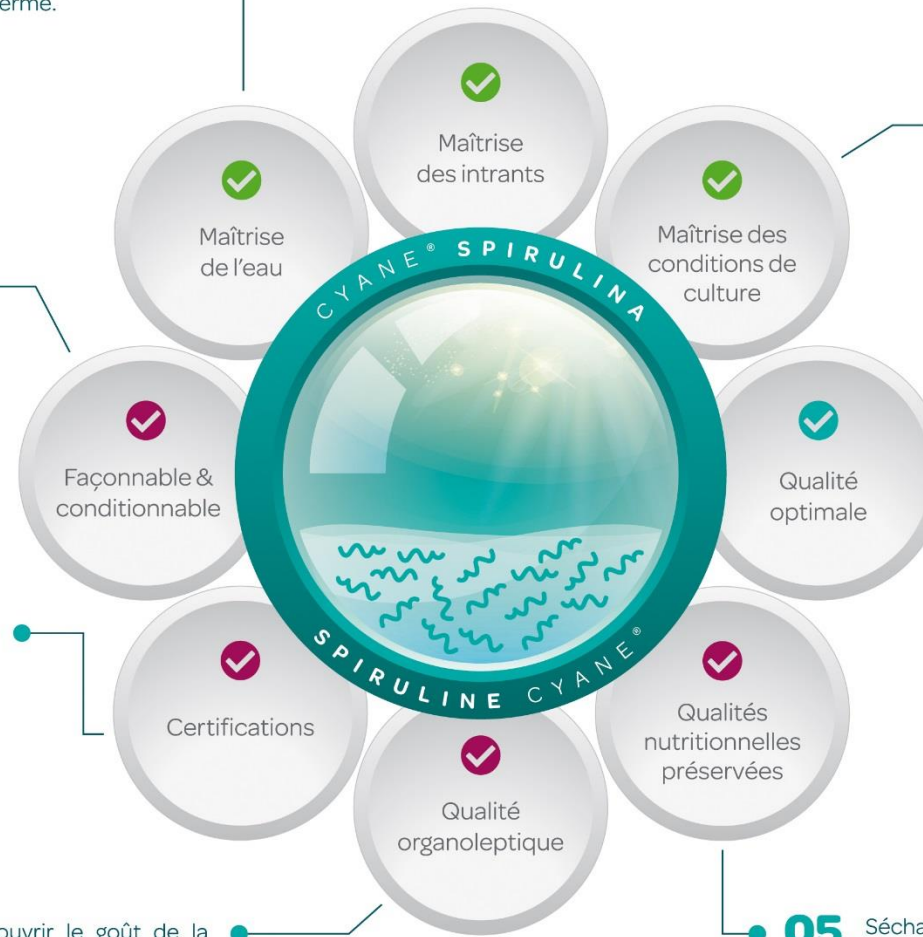 erme.
Maîtrise
des intrants
Maîtrise
de l'eau
Maîtrise des
conditions de
culture
CYANE® SPIRULINA
Façonnable &
conditionnable
Qualité
optimale
SPIRULINE CYANE®
Certifications
Qualités
nutritionnelles
préservées
Qualité
organoleptique
ouvrir le goût de la
05 Sécha